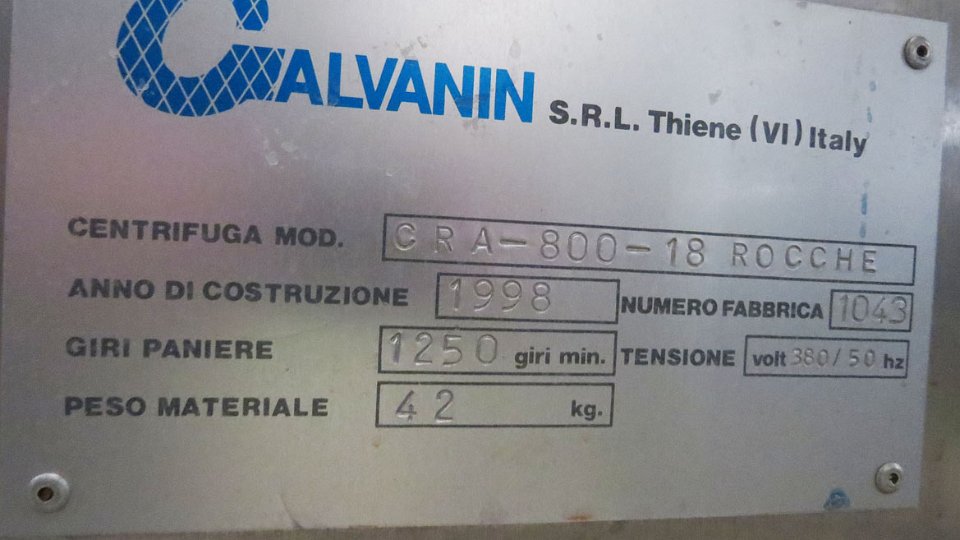 GALVANIN S.R.L. Thiene (VI) Italy
CENTRIFUGA MOD. CRA-800-18 ROCCHE
ANNO DI COSTRUZIONE 1998 NUMERO FABBRICA 1043
GIRI PANIERE 1250 giri min. TENSIONE volt 380/50 hz
PESO MATERIALE 42 kg.